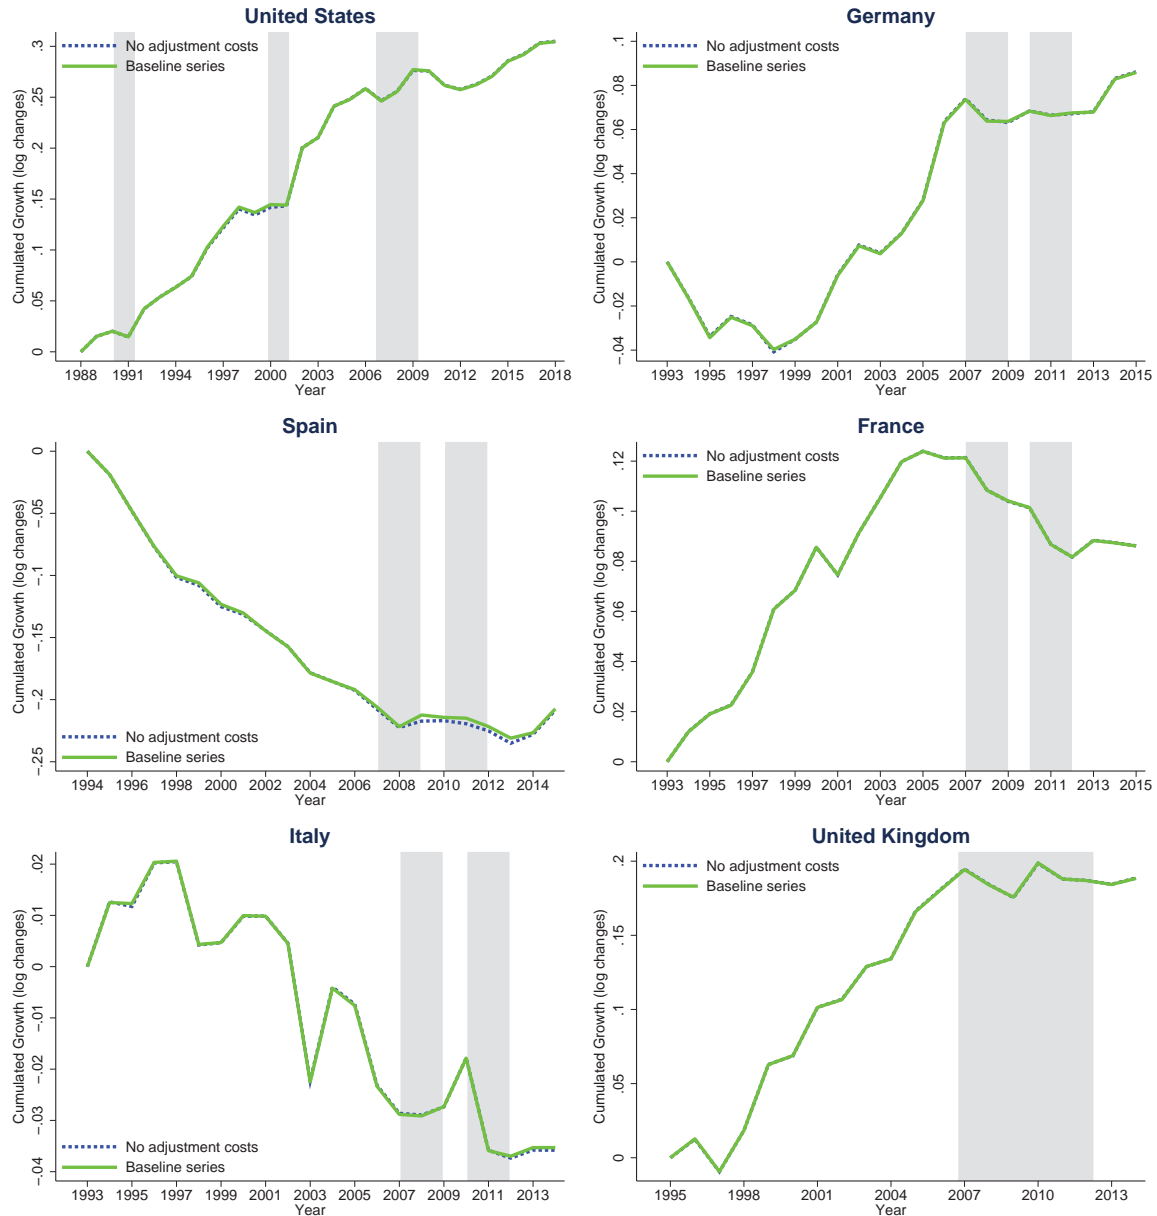 United States
No adjustment costs
Baseline series
Cumulated Growth (log changes)
.3
.25
.2
.15
.1
.05
0
1988 1991 1994 1997 2000 2003 2006 2009 2012 2015 2018
Year
Germany
No adjustment costs
Baseline series
Cumulated Growth (log changes)
.1
.08
.06
.04
.02
0
-.02
-.04
1993 1995 1997 1999 2001 2003 2005 2007 2009 2011 2013 2015
Year
Spain
Cumulated Growth (log changes)
0
-.05
-.1
-.15
-.2
-.25
No adjustment costs
Baseline series
1994 1996 1998 2000 2002 2004 2006 2008 2010 2012 2014
Year
France
No adjustment costs
Baseline series
Cumulated Growth (log changes)
.12
.1
.08
.06
.04
.02
0
1993 1995 1997 1999 2001 2003 2005 2007 2009 2011 2013 2015
Year
Italy
Cumulated Growth (log changes)
.02
.01
0
-.01
-.02
-.03
-.04
No adjustment costs
Baseline series
1993 1995 1997 1999 2001 2003 2005 2007 2009 2011 2013
Year
United Kingdom
No adjustment costs
Baseline series
Cumulated Growth (log changes)
.2
.15
.1
.05
0
1995 1998 2001 2004 2007 2010 2013
Year